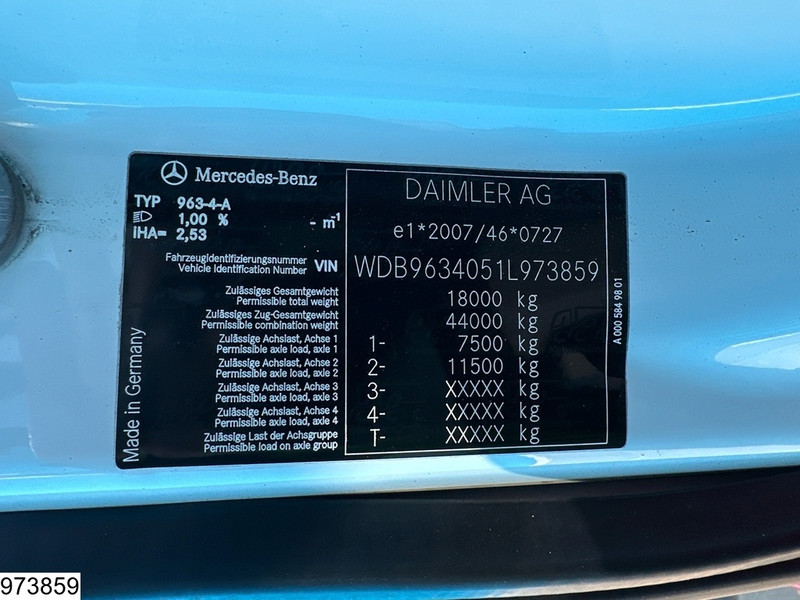 Mercedes-Benz
TYP 963-4-A
1,00 % - m-1
iHA= 2,53
DAIMLER AG
e1*2007/46*0727
Fahrzeugidentifizierungsnummer
Vehicle Identification Number VIN WDB9634051L973859
Zulässiges Gesamtgewicht
Permissible total weight 18000 kg
Zulässiges Zug-Gesamtgewicht
Permissible combination weight 44000 kg
Zulässige Achslast, Achse 1
Permissible axle load, axle 1 1- 7500 kg
Zulässige Achslast, Achse 2
Permissible axle load, axle 2 2- 11500 kg
Zulässige Achslast, Achse 3
Permissible axle load, axle 3 3- XXXXX kg
Zulässige Achslast, Achse 4
Permissible axle load, axle 4 4- XXXXX kg
Zulässige Last der Achsgruppe
Permissible load on axle group T- XXXXX kg
Made in Germany
A 000 584 98 01
973859